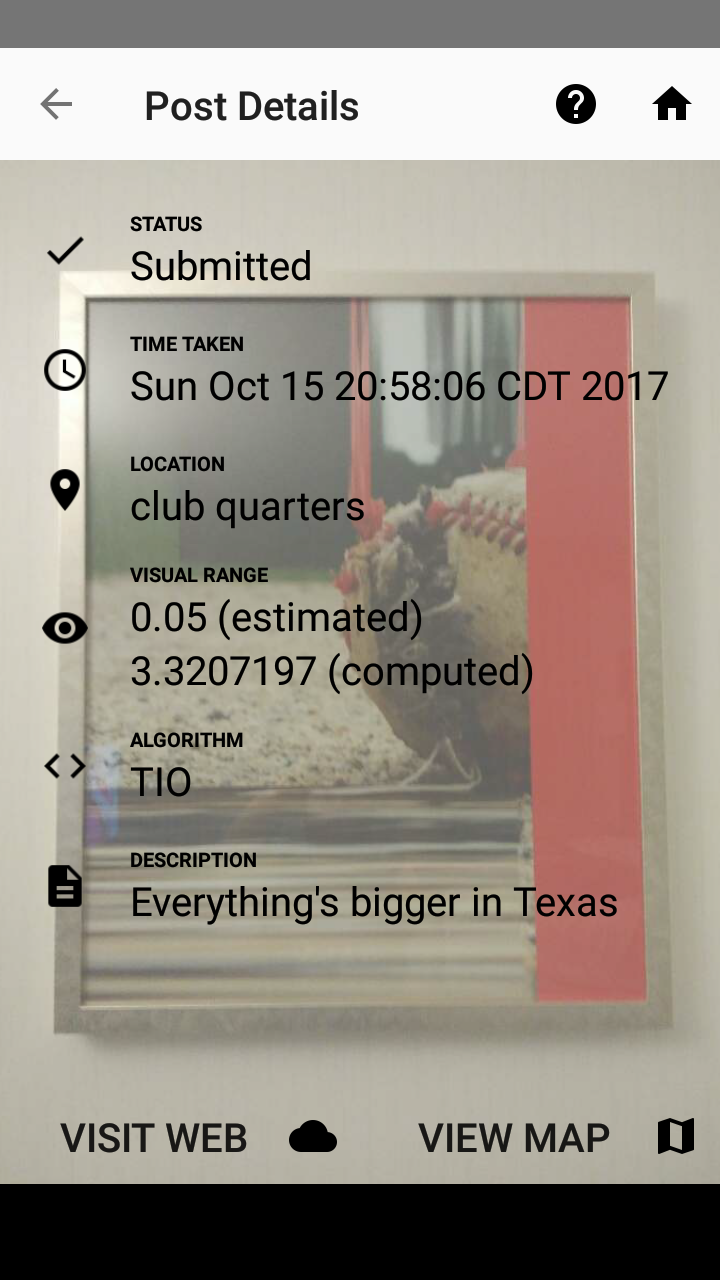 Post Details
STATUS
Submitted
TIME TAKEN
Sun Oct 15 20:58:06 CDT 2017
LOCATION
club quarters
VISUAL RANGE
0.05 (estimated)
3.3207197 (computed)
ALGORITHM
TIO
DESCRIPTION
Everything's bigger in Texas
VISIT WEB
VIEW MAP